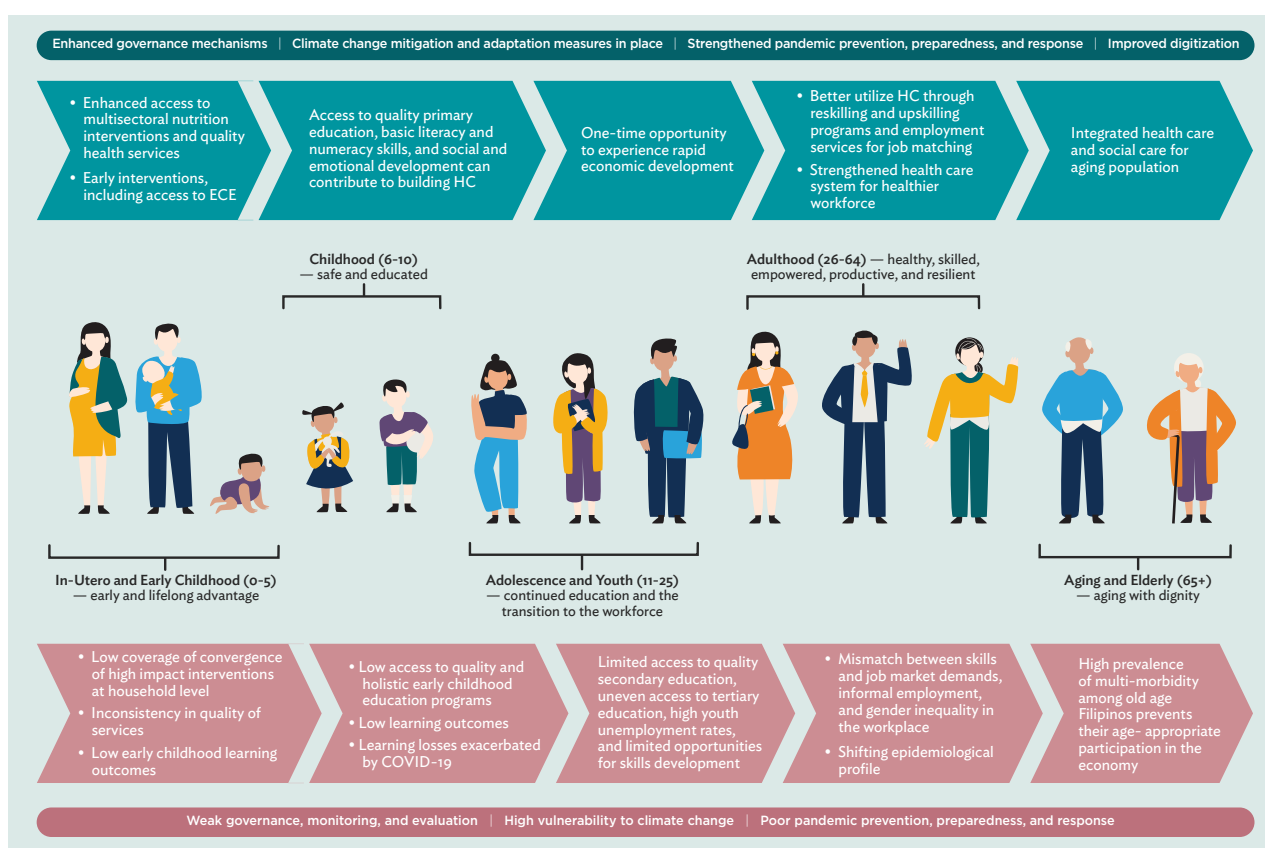 Enhanced governance mechanisms | Climate change mitigation and adaptation measures in place | Strengthened pandemic prevention, preparedness, and response | Improved digitization
• Enhanced access to
multisectoral nutrition
interventions and quality
health services
• Early interventions,
including access to ECE
Access to quality primary
education, basic literacy and
numeracy skills, and social and
emotional development can
contribute to building HC
One-time opportunity
to experience rapid
economic development
• Better utilize HC through
reskilling and upskilling
programs and employment
services for job matching
• Strengthened health care
system for healthier
workforce
Integrated health care
and social care for
aging population
Childhood (6-10)
— safe and educated
Adulthood (26-64) — healthy, skilled,
empowered, productive, and resilient
In-Utero and Early Childhood (0-5)
— early and lifelong advantage
Adolescence and Youth (11-25)
— continued education and the
transition to the workforce
Aging and Elderly (65+)
— aging with dignity
• Low coverage of convergence
of high impact interventions
at household level
• Inconsistency in quality of
services
• Low early childhood learning
outcomes
• Low access to quality and
holistic early childhood
education programs
• Low learning outcomes
• Learning losses exacerbated
by COVID-19
Limited access to quality
secondary education,
uneven access to tertiary
education, high youth
unemployment rates,
and limited opportunities
for skills development
• Mismatch between skills
and job market demands,
informal employment,
and gender inequality in
the workplace
• Shifting epidemiological
profile
High prevalence
of multi-morbidity
among old age
Filipinos prevents
their age- appropriate
participation in the
economy
Weak governance, monitoring, and evaluation | High vulnerability to climate change | Poor pandemic prevention, preparedness, and response